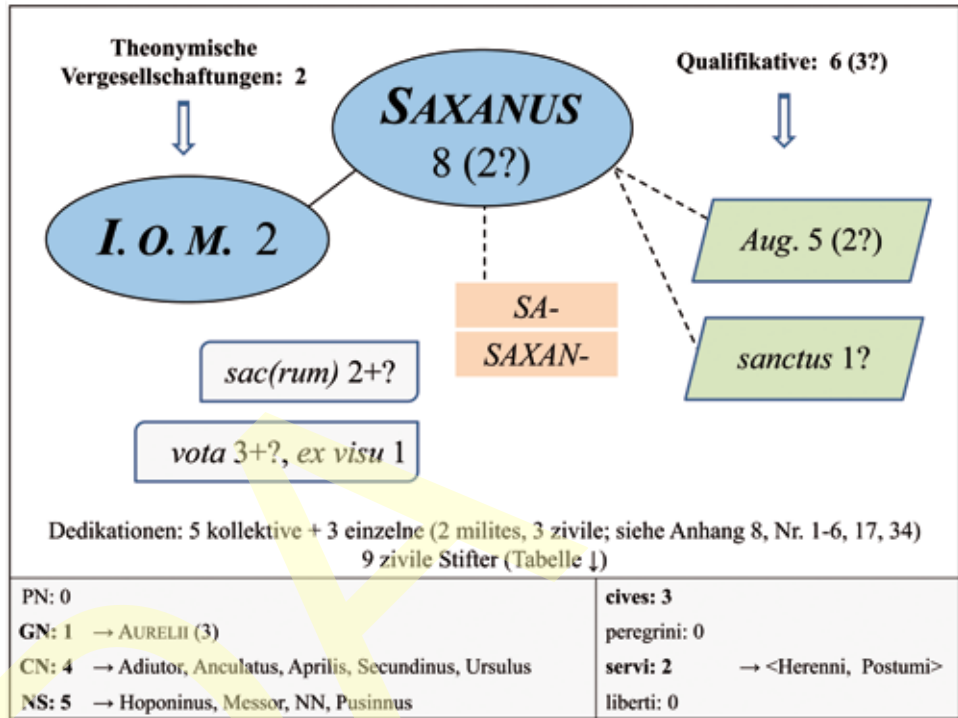 Theonymische
Vergesellschaftungen: 2
SAXANUS
8 (2?)
Qualifikative: 6 (3?)
I. O. M. 2
Aug. 5 (2?)
SA-
SAXAN-
sanctus 1?
sac(rum) 2+?
vota 3+?, ex visu 1
Dedikationen: 5 kollektive + 3 einzelne (2 milites, 3 zivile; siehe Anhang 8, Nr. 1-6, 17, 34)
9 zivile Stifter (Tabelle ↓)
PN: 0
GN: 1 → AURELII (3)
CN: 4 → Adiutor, Anculatus, Aprilis, Secundinus, Ursulus
NS: 5 → Hoponinus, Messor, NN, Pusinnus
cives: 3
peregrini: 0
servi: 2 → <Herenni, Postumi>
liberti: 0